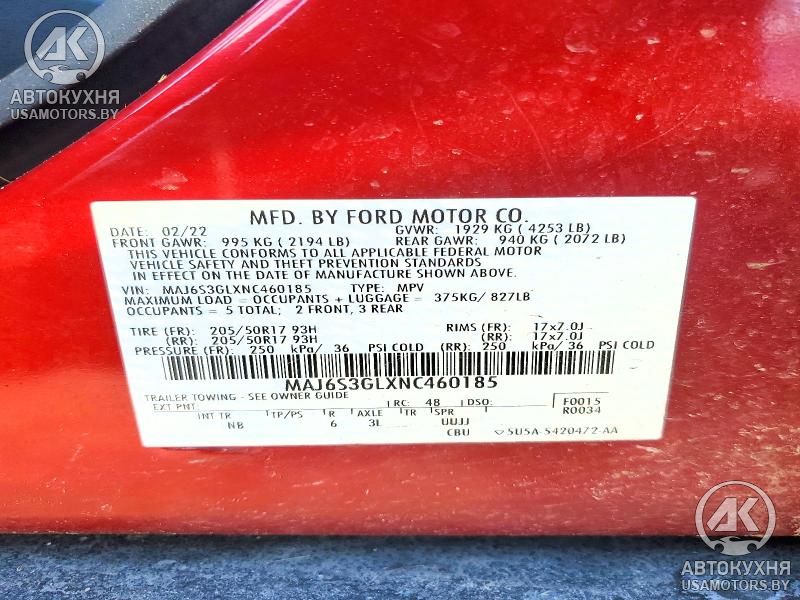 АК
АВТОКУХНЯ
USAMOTORS.BY
MFD. BY FORD MOTOR CO.
DATE: 02/22 GVWR: 1929 KG ( 4253 LB)
FRONT GAWR: 995 KG ( 2194 LB) REAR GAWR: 940 KG ( 2072 LB)
THIS VEHICLE CONFORMS TO ALL APPLICABLE FEDERAL MOTOR
VEHICLE SAFETY AND THEFT PREVENTION STANDARDS
IN EFFECT ON THE DATE OF MANUFACTURE SHOWN ABOVE.
VIN: MAJ6S3GLXNC460185 TYPE: MPV
MAXIMUM LOAD = OCCUPANTS + LUGGAGE = 375KG/ 827LB
OCCUPANTS = 5 TOTAL; 2 FRONT, 3 REAR
TIRE (FR): 205/50R17 93H RIMS (FR): 17x7.0J
(RR): 205/50R17 93H (RR): 17x7.0J
PRESSURE (FR): 250 kPa/ 36 PSI COLD (RR): 250 kPa/ 36 PSI COLD
MAJ6S3GLXNC460185
TRAILER TOWING - SEE OWNER GUIDE
EXT PNT: RC: 48 DSO: F0015
R0034
INT TR TP/PS R AXLE TR SPR
NB 6 3L UUJJ
CBU SU5A-S420472-AA
АК
АВТОКУХНЯ
USAMOTORS.BY